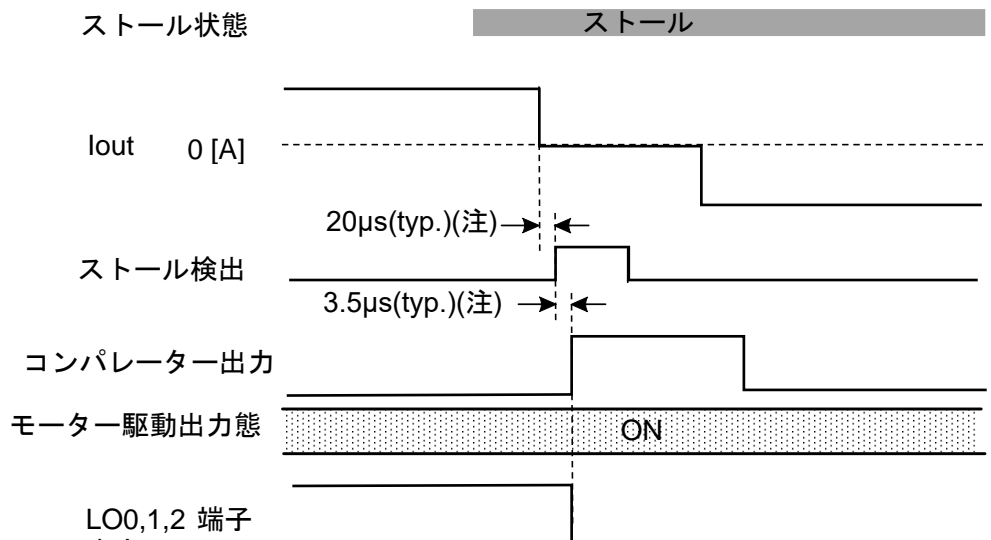 ストール状態
ストール
Iout 0 [A]
20µs(typ.)(注)
ストール検出
3.5µs(typ.)(注)
コンパレーター出力
モーター駆動出力態
ON
LO0,1,2 端子